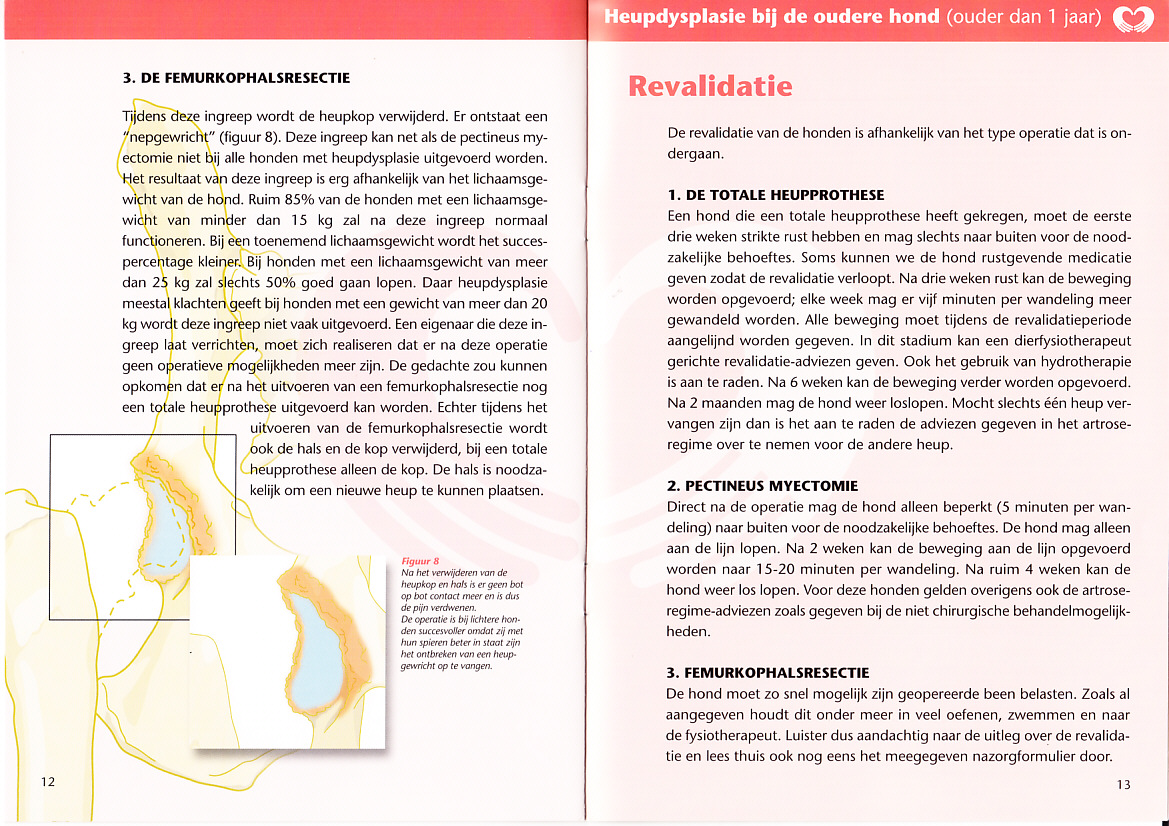 3. DE FEMURKOPHALSRESECTIE
Tijdens deze ingreep wordt de heupkop verwijderd. Er ontstaat een
“nepgewricht” (figuur 8). Deze ingreep kan net als de pectineus my-
ectomie niet bij alle honden met heupdysplasie uitgevoerd worden.
Het resultaat van deze ingreep is erg afhankelijk van het lichaamsge-
wicht van de hond. Ruim 85% van de honden met een lichaamsge-
wicht van minder dan 15 kg zal na deze ingreep normaal
functioneren. Bij een toenemend lichaamsgewicht wordt het succes-
percentage kleiner. Bij honden met een lichaamsgewicht van meer
dan 25 kg zal slechts 50% goed gaan lopen. Daar heupdysplasie
meestal klachten geeft bij honden met een gewicht van meer dan 20
kg wordt deze ingreep niet vaak uitgevoerd. Een eigenaar die deze in-
greep laat verrichten, moet zich realiseren dat er na deze operatie
geen operatieve mogelijkheden meer zijn. De gedachte zou kunnen
opkomen dat er na het uitvoeren van een femurkophalsresectie nog
een totale heupprothese uitgevoerd kan worden. Echter tijdens het
uitvoeren van de femurkophalsresectie wordt
ook de hals en de kop verwijderd, bij een totale
heupprothese alleen de kop. De hals is noodza-
kelijk om een nieuwe heup te kunnen plaatsen.
Figuur 8
Na het verwijderen van de
heupkop en hals is er geen bot
op bot contact meer en is dus
de pijn verdwenen.
De operatie is bij lichtere hon-
den succesvoller omdat zij met
hun spieren beter in staat zijn
het ontbreken van een heup-
gewricht op te vangen.
12
Heupdysplasie bij de oudere hond (ouder dan 1 jaar)
Revalidatie
De revalidatie van de honden is afhankelijk van het type operatie dat is on-
dergaan.
1. DE TOTALE HEUPPROTHESE
Een hond die een totale heupprothese heeft gekregen, moet de eerste
drie weken strikte rust hebben en mag slechts naar buiten voor de nood-
zakelijke behoeftes. Soms kunnen we de hond rustgevende medicatie
geven zodat de revalidatie verloopt. Na drie weken rust kan de beweging
worden opgevoerd; elke week mag er vijf minuten per wandeling meer
gewandeld worden. Alle beweging moet tijdens de revalidatieperiode
aangelijnd worden gegeven. In dit stadium kan een dierfysiotherapeut
gerichte revalidatie-adviezen geven. Ook het gebruik van hydrotherapie
is aan te raden. Na 6 weken kan de beweging verder worden opgevoerd.
Na 2 maanden mag de hond weer loslopen. Mocht slechts één heup ver-
vangen zijn dan is het aan te raden de adviezen gegeven in het artrose-
regime over te nemen voor de andere heup.
2. PECTINEUS MYECTOMIE
Direct na de operatie mag de hond alleen beperkt (5 minuten per wan-
deling) naar buiten voor de noodzakelijke behoeftes. De hond mag alleen
aan de lijn lopen. Na 2 weken kan de beweging aan de lijn opgevoerd
worden naar 15-20 minuten per wandeling. Na ruim 4 weken kan de
hond weer los lopen. Voor deze honden gelden overigens ook de artrose-
regime-adviezen zoals gegeven bij de niet chirurgische behandelmogelijk-
heden.
3. FEMURKOPHALSRESECTIE
De hond moet zo snel mogelijk zijn geopereerde been belasten. Zoals al
aangegeven houdt dit onder meer in veel oefenen, zwemmen en naar
de fysiotherapeut. Luister dus aandachtig naar de uitleg over de revalida-
tie en lees thuis ook nog eens het meegegeven nazorgformulier door.
13